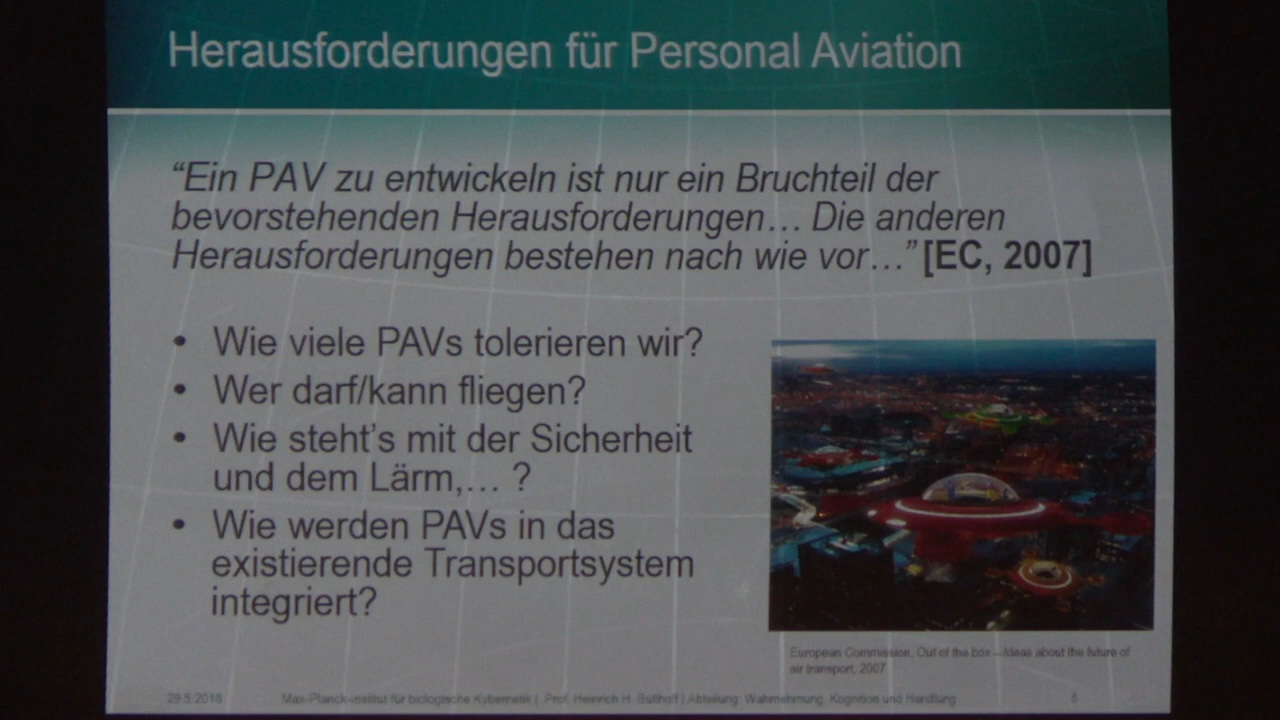 Herausforderungen für Personal Aviation
“Ein PAV zu entwickeln ist nur ein Bruchteil der
bevorstehenden Herausforderungen… Die anderen
Herausforderungen bestehen nach wie vor…” [EC, 2007]
• Wie viele PAVs tolerieren wir?
• Wer darf/kann fliegen?
• Wie steht’s mit der Sicherheit
und dem Lärm,… ?
• Wie werden PAVs in das
existierende Transportsystem
integriert?
European Commission, Out of the box – Ideas about the future of
air transport, 2007
29.5.2018 Max-Planck-Institut für biologische Kybernetik | Prof. Heinrich H. Bülthoff | Abteilung: Wahrnehmung, Kognition und Handlung 6